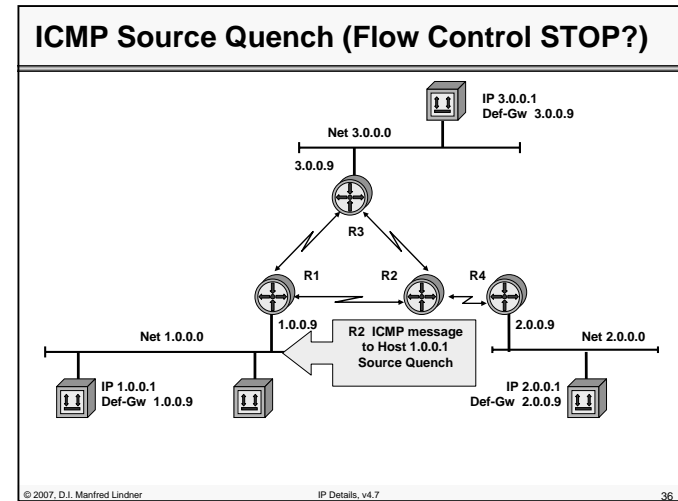 ICMP Source Quench (Flow Control STOP?)
IP 3.0.0.1
Def-Gw 3.0.0.9
Net 3.0.0.0
3.0.0.9
R3
R1
R2
R4
1.0.0.9
2.0.0.9
Net 1.0.0.0
R2 ICMP message
to Host 1.0.0.1
Source Quench
Net 2.0.0.0
IP 1.0.0.1
Def-Gw 1.0.0.9
IP 2.0.0.1
Def-Gw 2.0.0.9
© 2007, D.I. Manfred Lindner
IP Details, v4.7
36